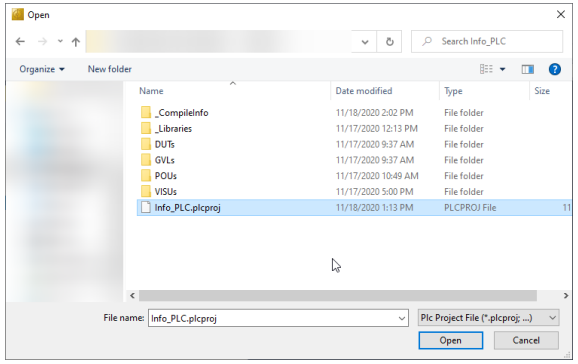 Open
Search Info_PLC
Organize New folder
Name Date modified Type Size
_CompileInfo 11/18/2020 2:02 PM File folder
_Libraries 11/17/2020 12:13 PM File folder
DUTs 11/17/2020 9:37 AM File folder
GVLs 11/17/2020 9:37 AM File folder
POUs 11/17/2020 10:49 AM File folder
VISUs 11/17/2020 5:00 PM File folder
Info_PLC.plcproj 11/18/2020 1:13 PM PLCPROJ File 11
File name: Info_PLC.plcproj Plc Project File (*.plcproj; ...)
Open Cancel